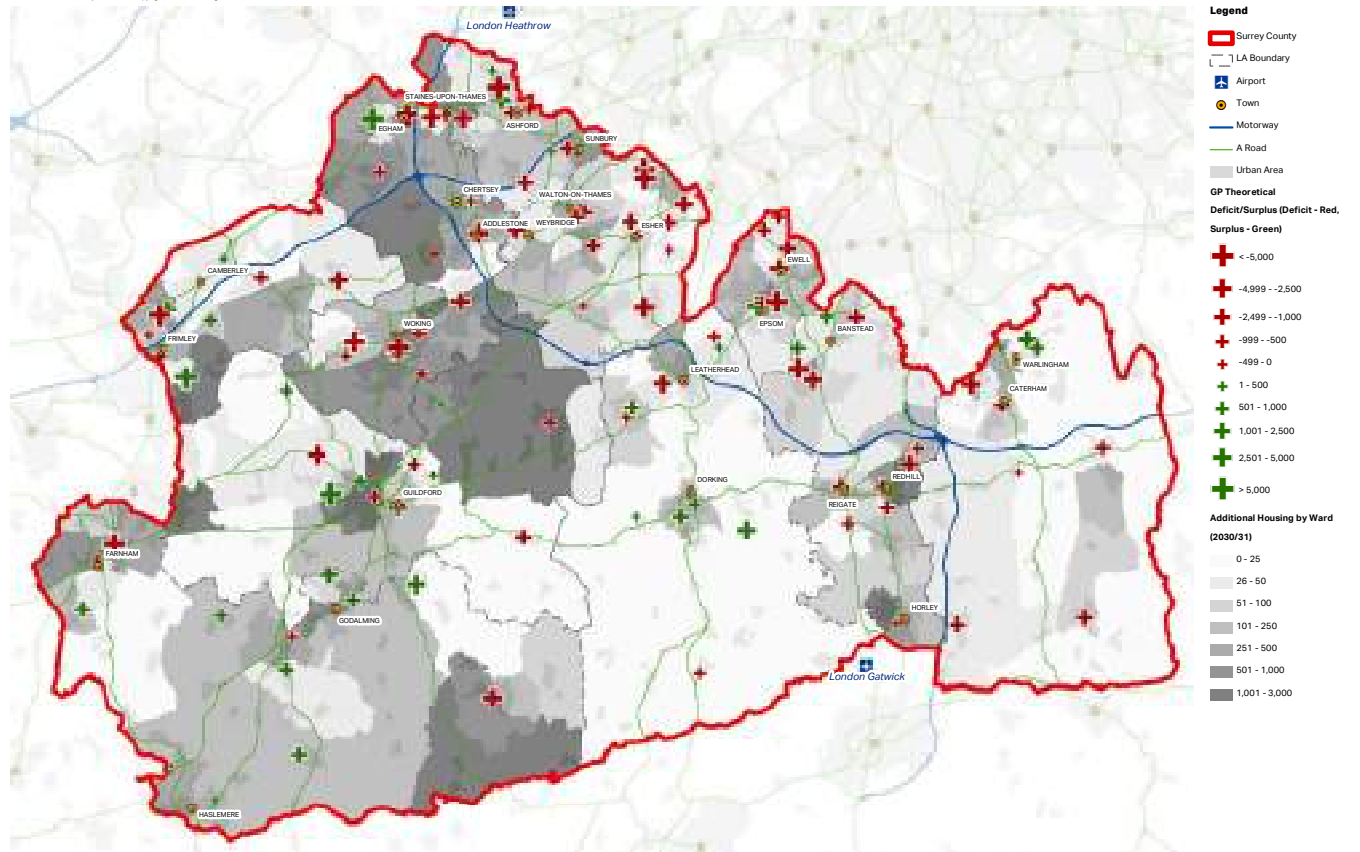 London Heathrow
STAINES-UPON-THAMES
EGHAM
ASHFORD
SUNBURY
CHERTSEY
WALTON-ON-THAMES
ADDLESTONE
WEYBRIDGE
ESHER
EWELL
CAMBERLEY
FRIMLEY
WOKING
EPSOM
BANSTEAD
LEATHERHEAD
WARLINGHAM
CATERHAM
GUILDFORD
DORKING
REDHILL
REIGATE
FARNHAM
GODALMING
HORLEY
London Gatwick
HASLEMERE
Legend
Surrey County
LA Boundary
Airport
Town
Motorway
A Road
Urban Area
GP Theoretical
Deficit/Surplus (Deficit - Red,
Surplus - Green)
< -5,000
-4,999 - -2,500
-2,499 - -1,000
-999 - -500
-499 - 0
1 - 500
501 - 1,000
1,001 - 2,500
2,501 - 5,000
> 5,000
Additional Housing by Ward
(2030/31)
0 - 25
26 - 50
51 - 100
101 - 250
251 - 500
501 - 1,000
1,001 - 3,000